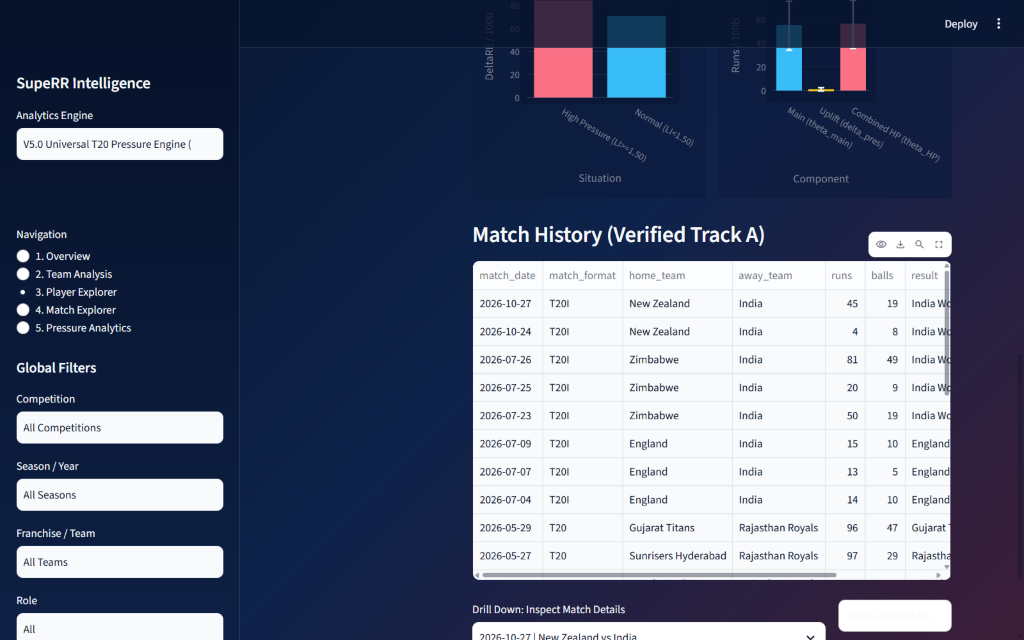 Deploy
SupeRR Intelligence
Analytics Engine
V5.0 Universal T20 Pressure Engine (
Navigation
1. Overview
2. Team Analysis
3. Player Explorer
4. Match Explorer
5. Pressure Analytics
Global Filters
Competition
All Competitions
Season / Year
All Seasons
Franchise / Team
All Teams
Role
All
DeltaRE / 100b
80
60
40
20
0
High Pressure (LI>=1.50)
Normal (LI<1.50)
Situation
Runs / 100b
60
40
20
0
Main (theta_main)
Uplift (delta_pres)
Combined HP (theta_HP)
Component
Match History (Verified Track A)
match_date match_format home_team away_team runs balls result
2026-10-27 T20I New Zealand India 45 19 India Wo
2026-10-24 T20I New Zealand India 4 8 India Wo
2026-07-26 T20I Zimbabwe India 81 49 India Wo
2026-07-25 T20I Zimbabwe India 20 9 India Wo
2026-07-23 T20I Zimbabwe India 50 19 India Wo
2026-07-09 T20I England India 15 10 England
2026-07-07 T20I England India 13 5 England
2026-07-04 T20I England India 14 10 England
2026-05-29 T20 Gujarat Titans Rajasthan Royals 96 47 Gujarat T
2026-05-27 T20 Sunrisers Hyderabad Rajasthan Royals 97 29 Rajastha
Drill Down: Inspect Match Details
2026-10-27 | New Zealand vs India